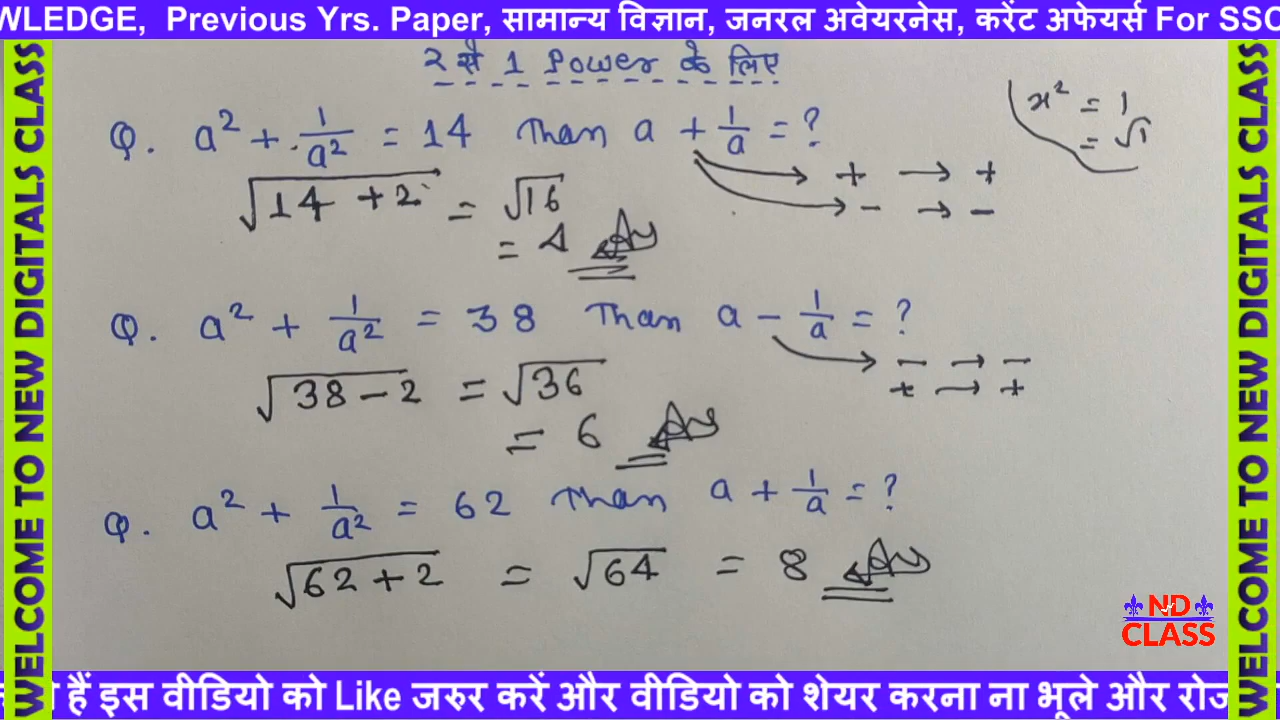 WLEDGE, Previous Yrs. Paper, सामान्य विज्ञान, जनरल अवेयरनेस, करेंट अफेयर्स For SSC
WELCOME TO NEW DIGITALS CLASS
2 से 1 Power के लिए
x² = 1
= √1
Q. a² + 1/a² = 14 Than a + 1/a = ?
+ → +
- → -
√14 + 2 = √16
= 4 Ans
Q. a² + 1/a² = 38 Than a - 1/a = ?
- → -
+ → +
√38 - 2 = √36
= 6 Ans
Q. a² + 1/a² = 62 Than a + 1/a = ?
√62 + 2 = √64 = 8 Ans
ND
CLASS
WELCOME TO NEW DIGITALS CLASS
हैं इस वीडियो को Like जरुर करें और वीडियो को शेयर करना ना भूले और रोज